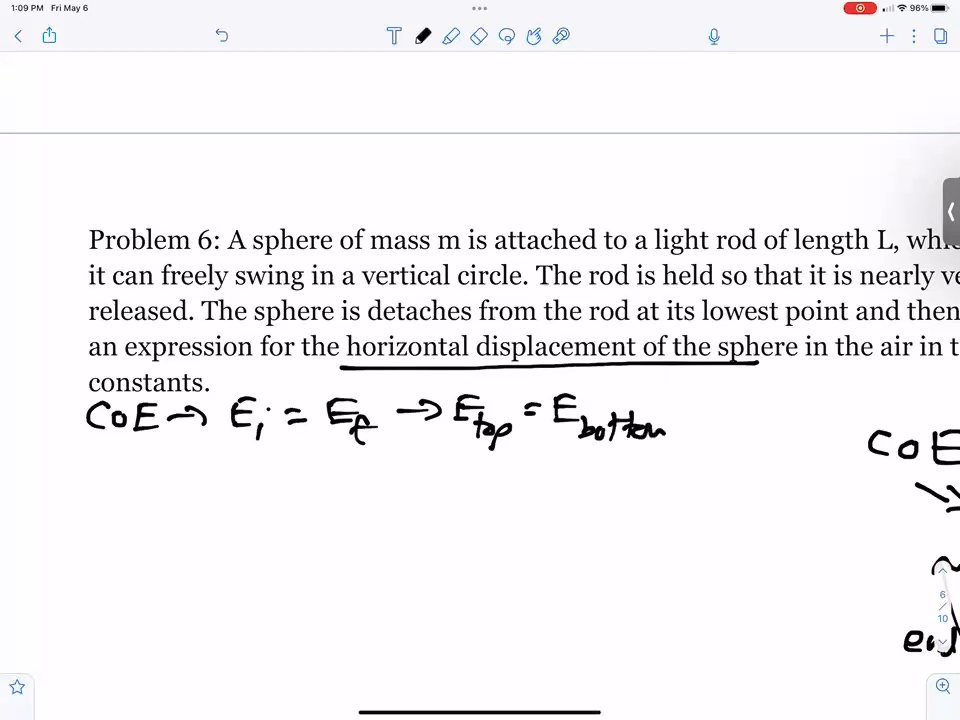 1:09 PM Fri May 6
96%
T
Problem 6: A sphere of mass m is attached to a light rod of length L,
it can freely swing in a vertical circle. The rod is held so that it is nearly
released. The sphere is detaches from the rod at its lowest point and then
an expression for the horizontal displacement of the sphere in the air in
constants.
COE → Ei = Ef → Etop = Ebottom
COE
6
10